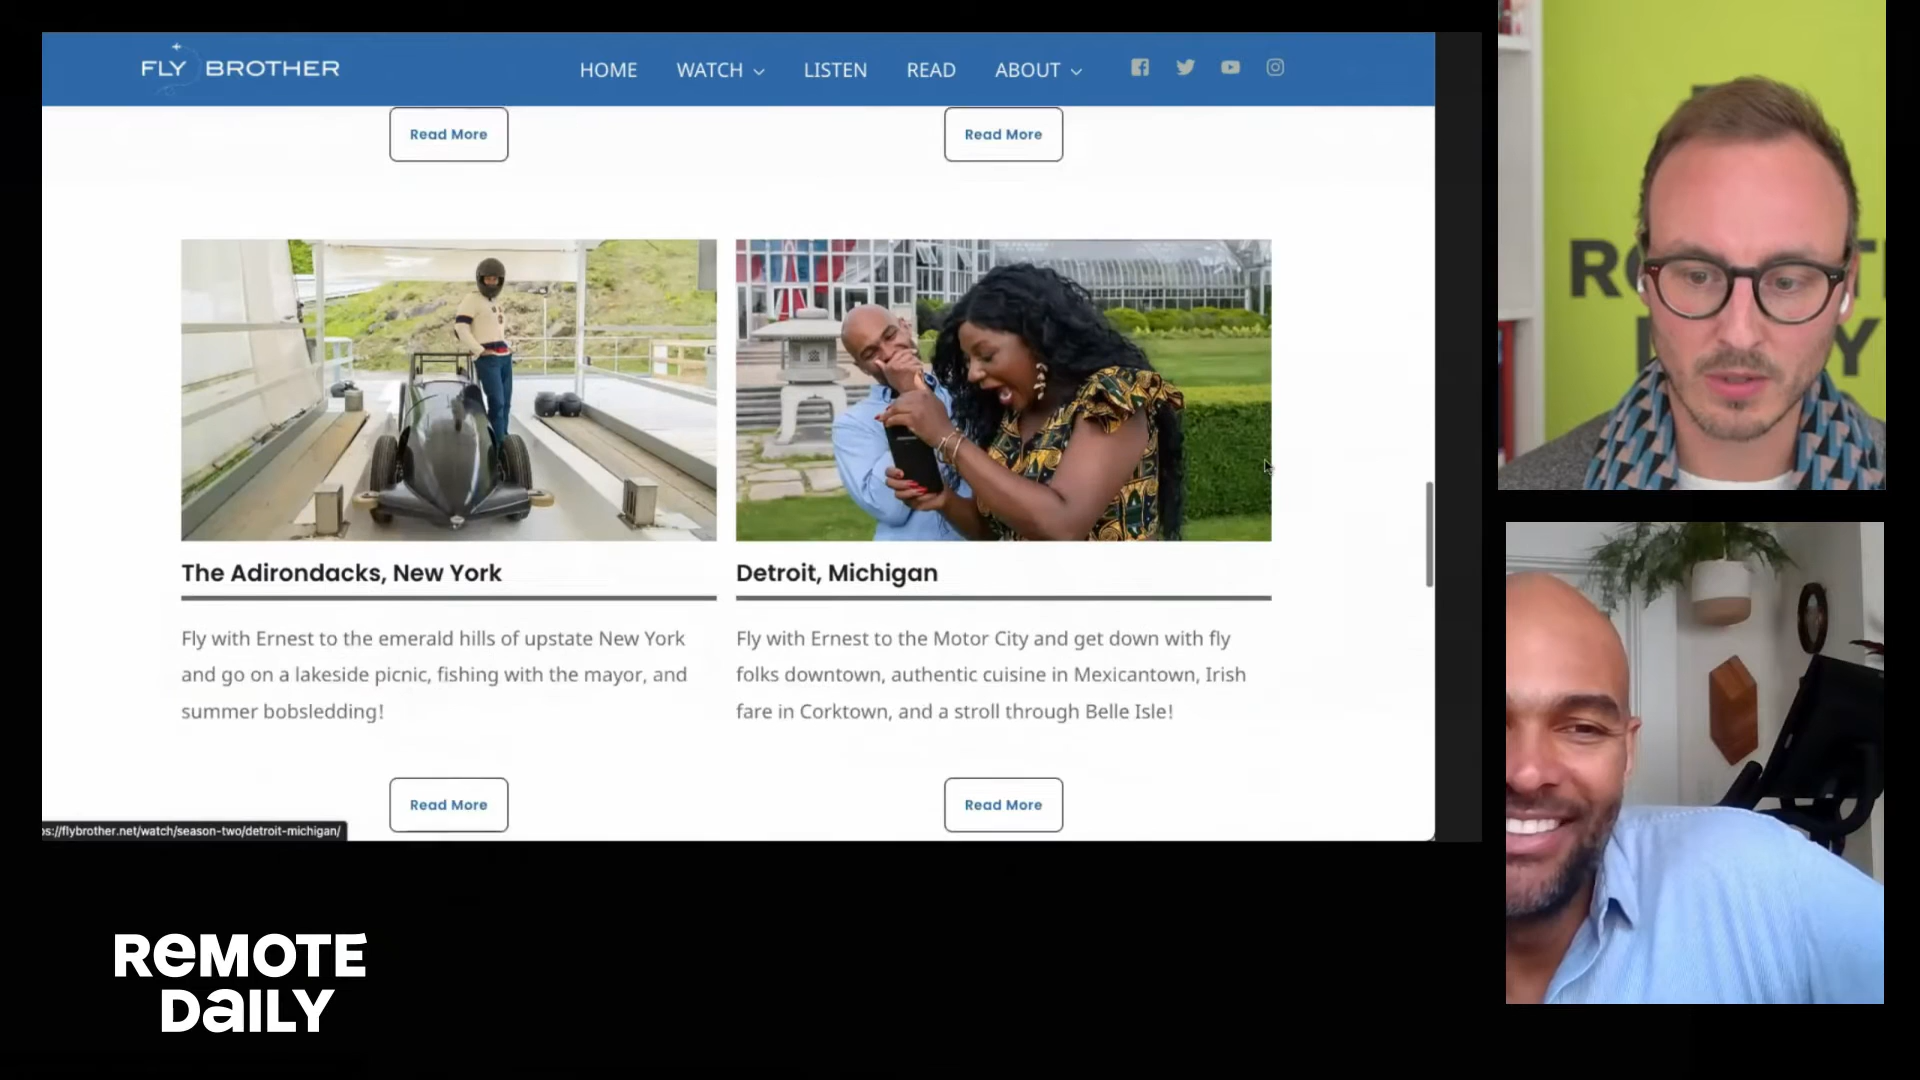 FLY BROTHER
HOME WATCH LISTEN READ ABOUT
Read More
Read More
The Adirondacks, New York
Fly with Ernest to the emerald hills of upstate New York
and go on a lakeside picnic, fishing with the mayor, and
summer bobsledding!
Read More
Detroit, Michigan
Fly with Ernest to the Motor City and get down with fly
folks downtown, authentic cuisine in Mexicantown, Irish
fare in Corktown, and a stroll through Belle Isle!
Read More
ps://flybrother.net/watch/season-two/detroit-michigan/
ReMOTE
DaILY